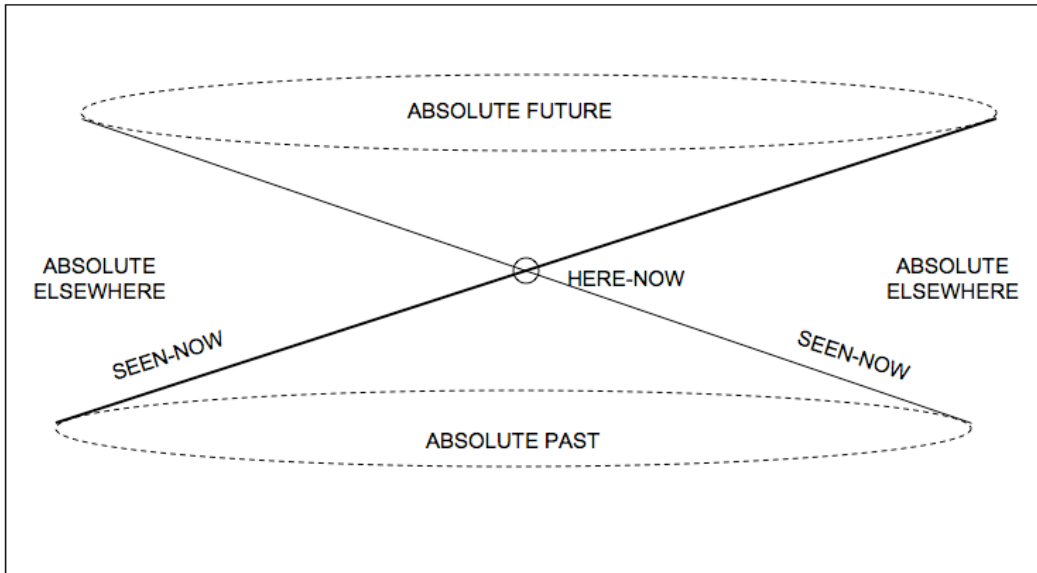 ABSOLUTE FUTURE
ABSOLUTE
ELSEWHERE
HERE-NOW
ABSOLUTE
ELSEWHERE
SEEN-NOW
SEEN-NOW
ABSOLUTE PAST